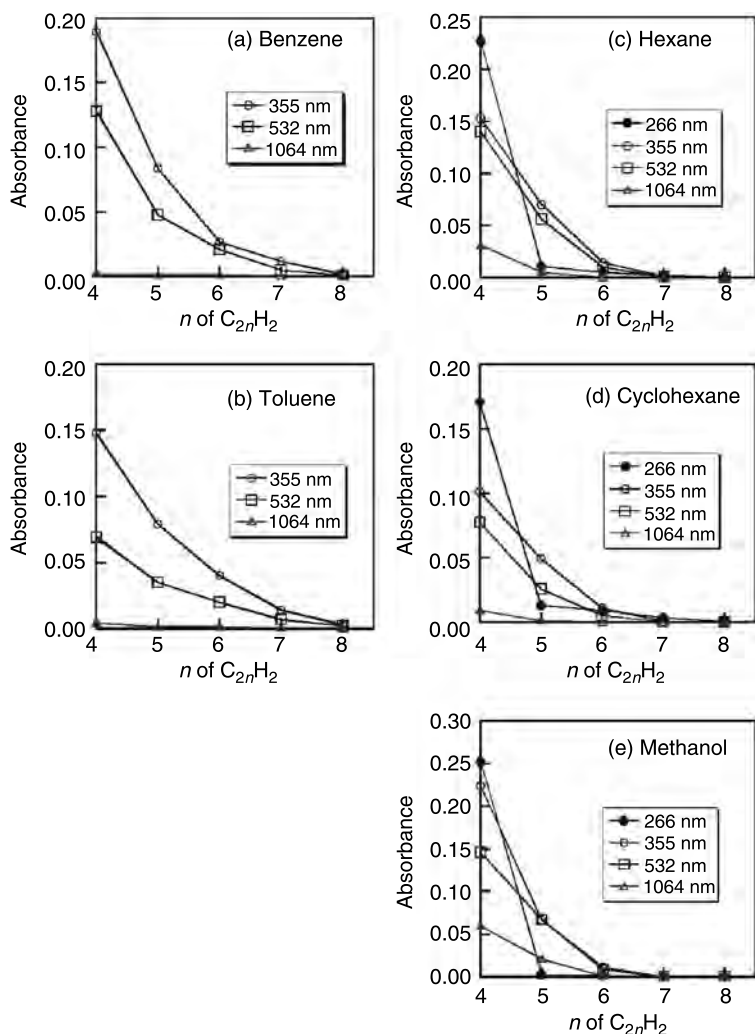 (a) Benzene
Absorbance
0.20
0.15
0.10
0.05
0.00
355 nm
532 nm
1064 nm
4 5 6 7 8
n of C₂ₙH₂
(c) Hexane
Absorbance
0.25
0.20
0.15
0.10
0.05
0.00
266 nm
355 nm
532 nm
1064 nm
4 5 6 7 8
n of C₂ₙH₂
(b) Toluene
Absorbance
0.20
0.15
0.10
0.05
0.00
355 nm
532 nm
1064 nm
4 5 6 7 8
n of C₂ₙH₂
(d) Cyclohexane
Absorbance
0.20
0.15
0.10
0.05
0.00
266 nm
355 nm
532 nm
1064 nm
4 5 6 7 8
n of C₂ₙH₂
(e) Methanol
Absorbance
0.30
0.25
0.20
0.15
0.10
0.05
0.00
266 nm
355 nm
532 nm
1064 nm
4 5 6 7 8
n of C₂ₙH₂